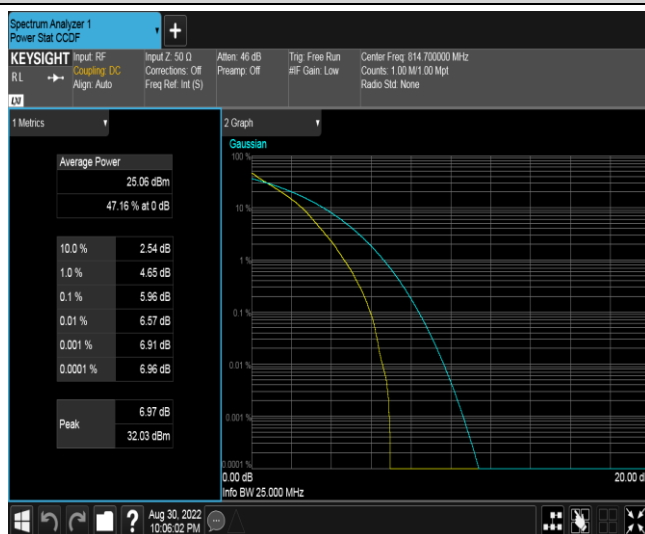 Spectrum Analyzer 1
Power Stat CCDF
KEYSIGHT
RL
LXI
Input: RF
Coupling: DC
Align: Auto
Input Z: 50 Ω
Corrections: Off
Freq Ref: Int (S)
Atten: 46 dB
Preamp: Off
Trig: Free Run
#IF Gain: Low
Center Freq: 814.700000 MHz
Counts: 1.00 M/1.00 Mpt
Radio Std: None
1 Metrics
Average Power
25.06 dBm
47.16 % at 0 dB
10.0 % 2.54 dB
1.0 % 4.65 dB
0.1 % 5.96 dB
0.01 % 6.57 dB
0.001 % 6.91 dB
0.0001 % 6.96 dB
Peak
6.97 dB
32.03 dBm
2 Graph
Gaussian
100 %
10 %
1 %
0.1 %
0.01 %
0.001 %
0.0001 %
0.00 dB
20.00 d
Info BW 25.000 MHz
Aug 30, 2022
10:06:02 PM